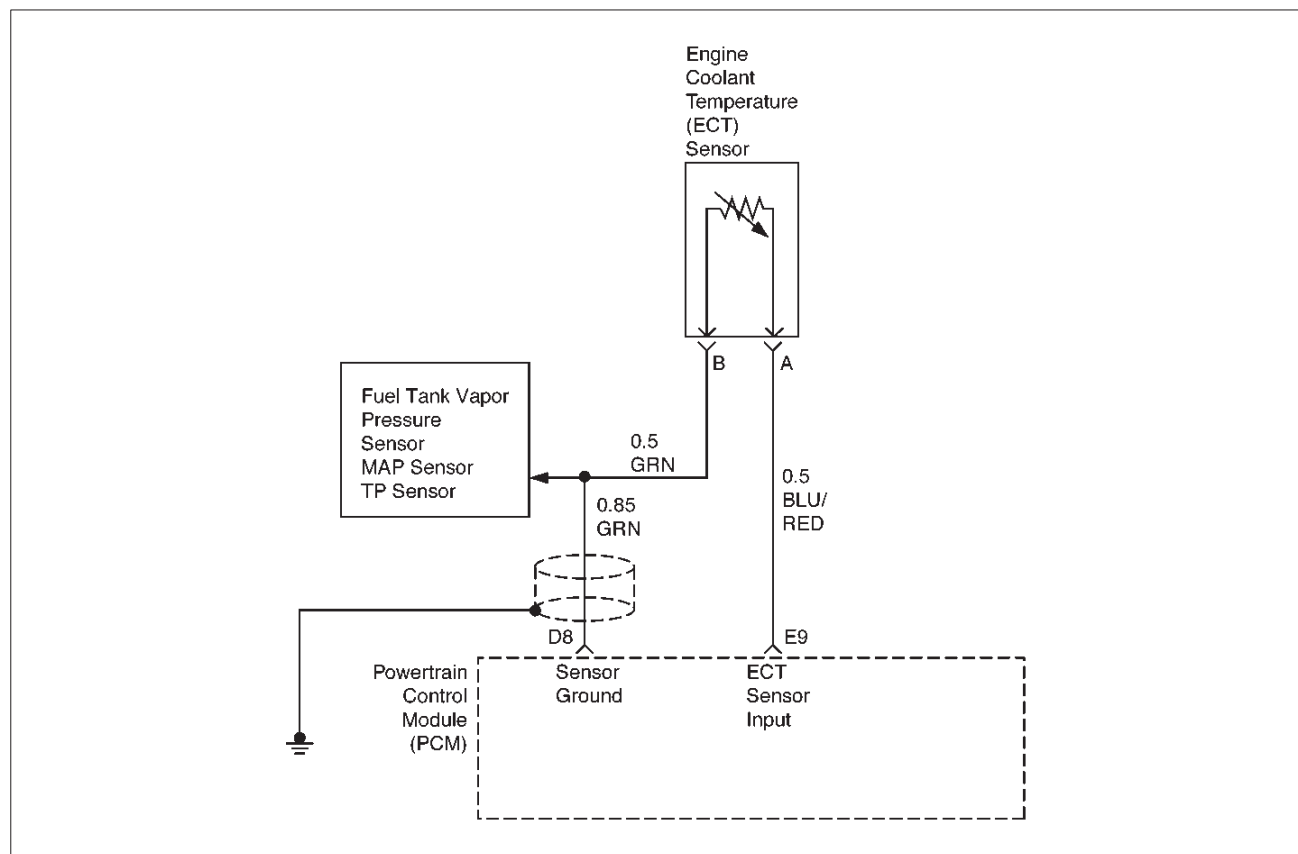 Engine
Coolant
Temperature
(ECT)
Sensor
B
A
Fuel Tank Vapor
Pressure
Sensor
MAP Sensor
TP Sensor
0.5
GRN
0.85
GRN
0.5
BLU/
RED
D8
E9
Powertrain
Control
Module
(PCM)
Sensor
Ground
ECT
Sensor
Input